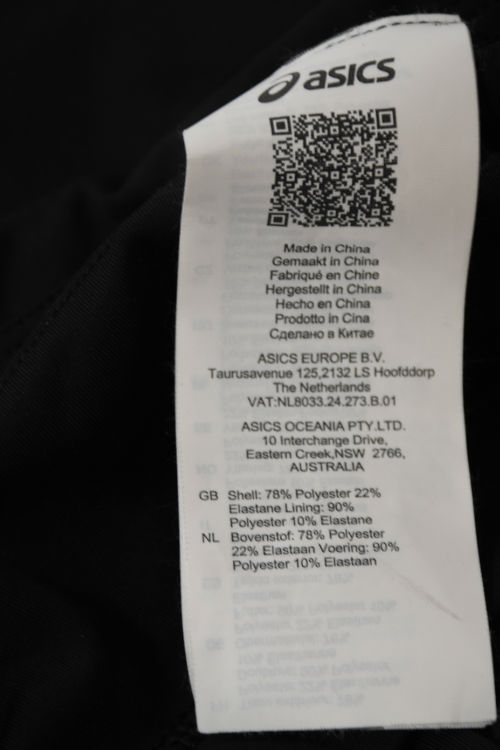 asics
Made in China
Gemaakt in China
Fabriqué en Chine
Hergestellt in China
Hecho en China
Prodotto in Cina
Сделано в Китае
ASICS EUROPE B.V.
Taurusavenue 125,2132 LS Hoofddorp
The Netherlands
VAT:NL8033.24.273.B.01
ASICS OCEANIA PTY.LTD.
10 Interchange Drive,
Eastern Creek,NSW 2766,
AUSTRALIA
GB Shell: 78% Polyester 22%
Elastane Lining: 90%
Polyester 10% Elastane
NL Bovenstof: 78% Polyester
22% Elastaan Voering: 90%
Polyester 10% Elastaan